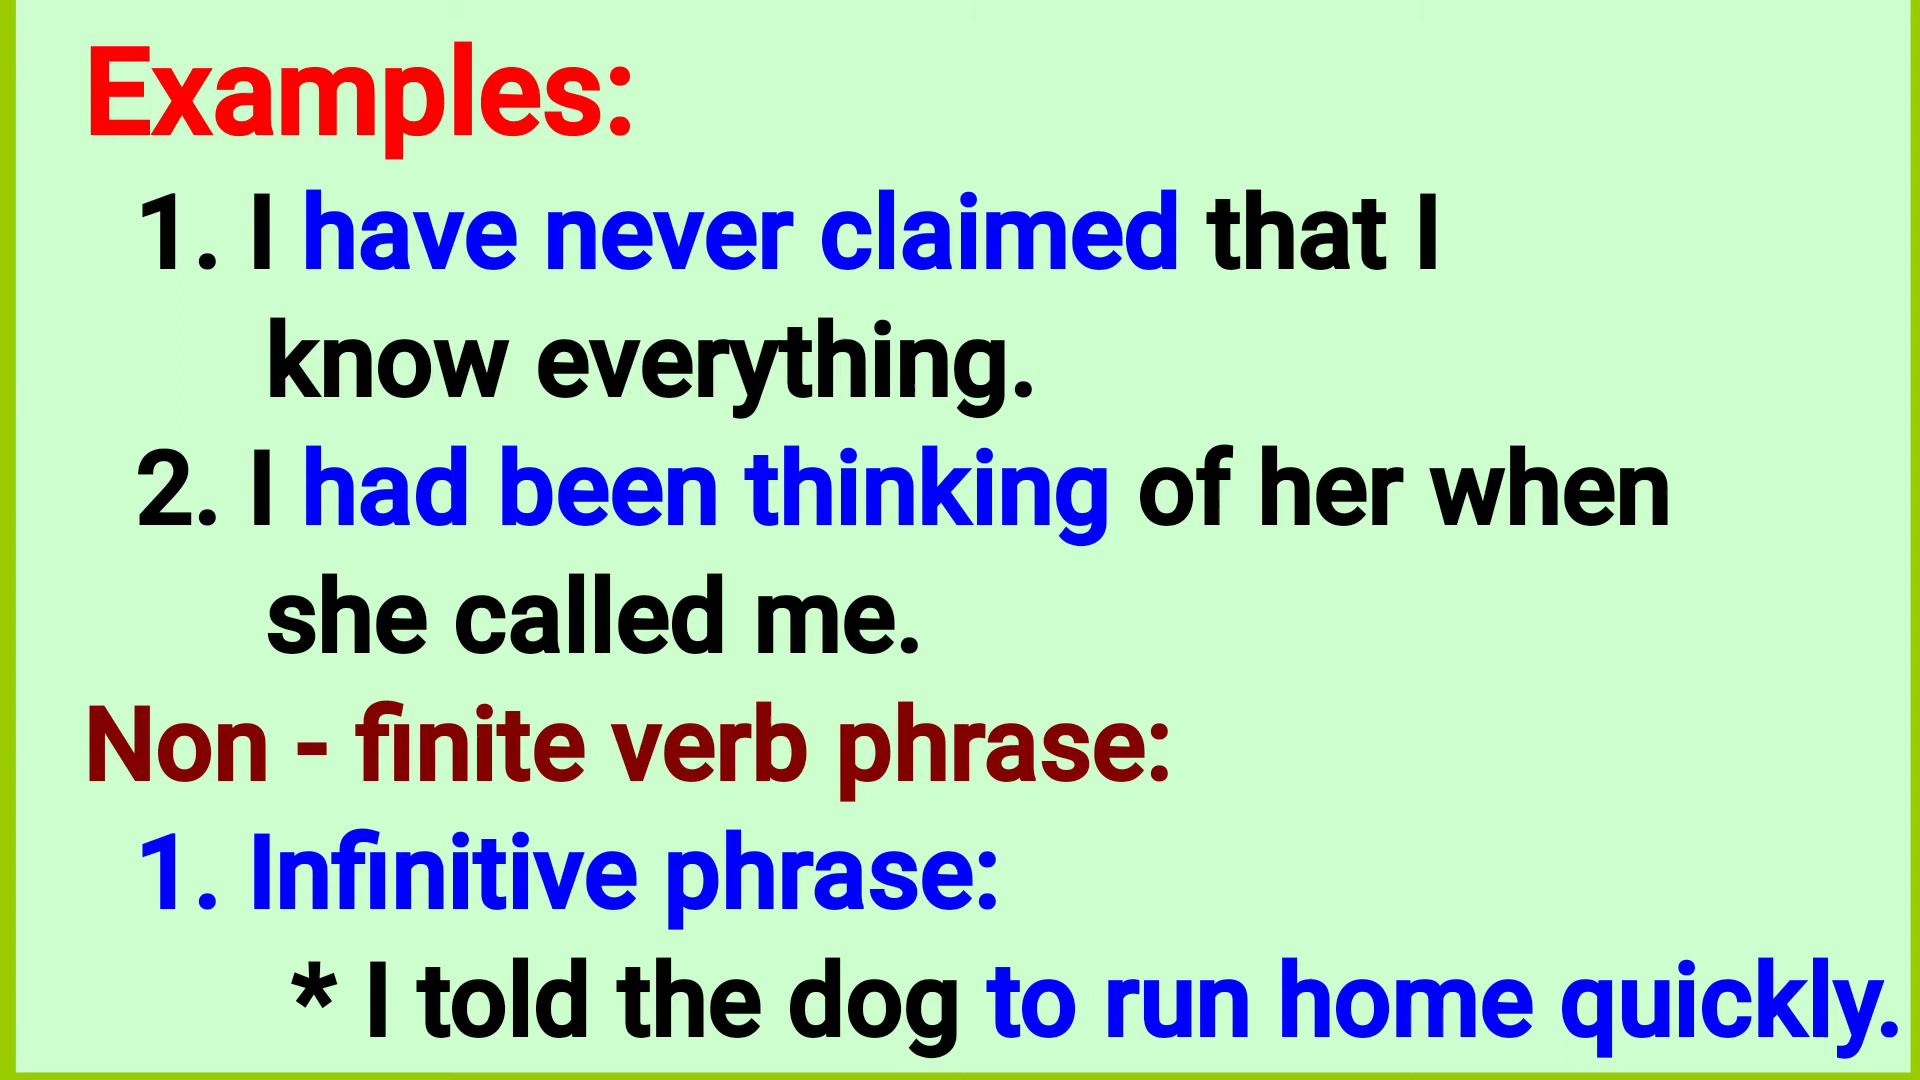 Examples:
1. I have never claimed that I
know everything.
2. I had been thinking of her when
she called me.
Non - finite verb phrase:
1. Infinitive phrase:
* I told the dog to run home quickly.